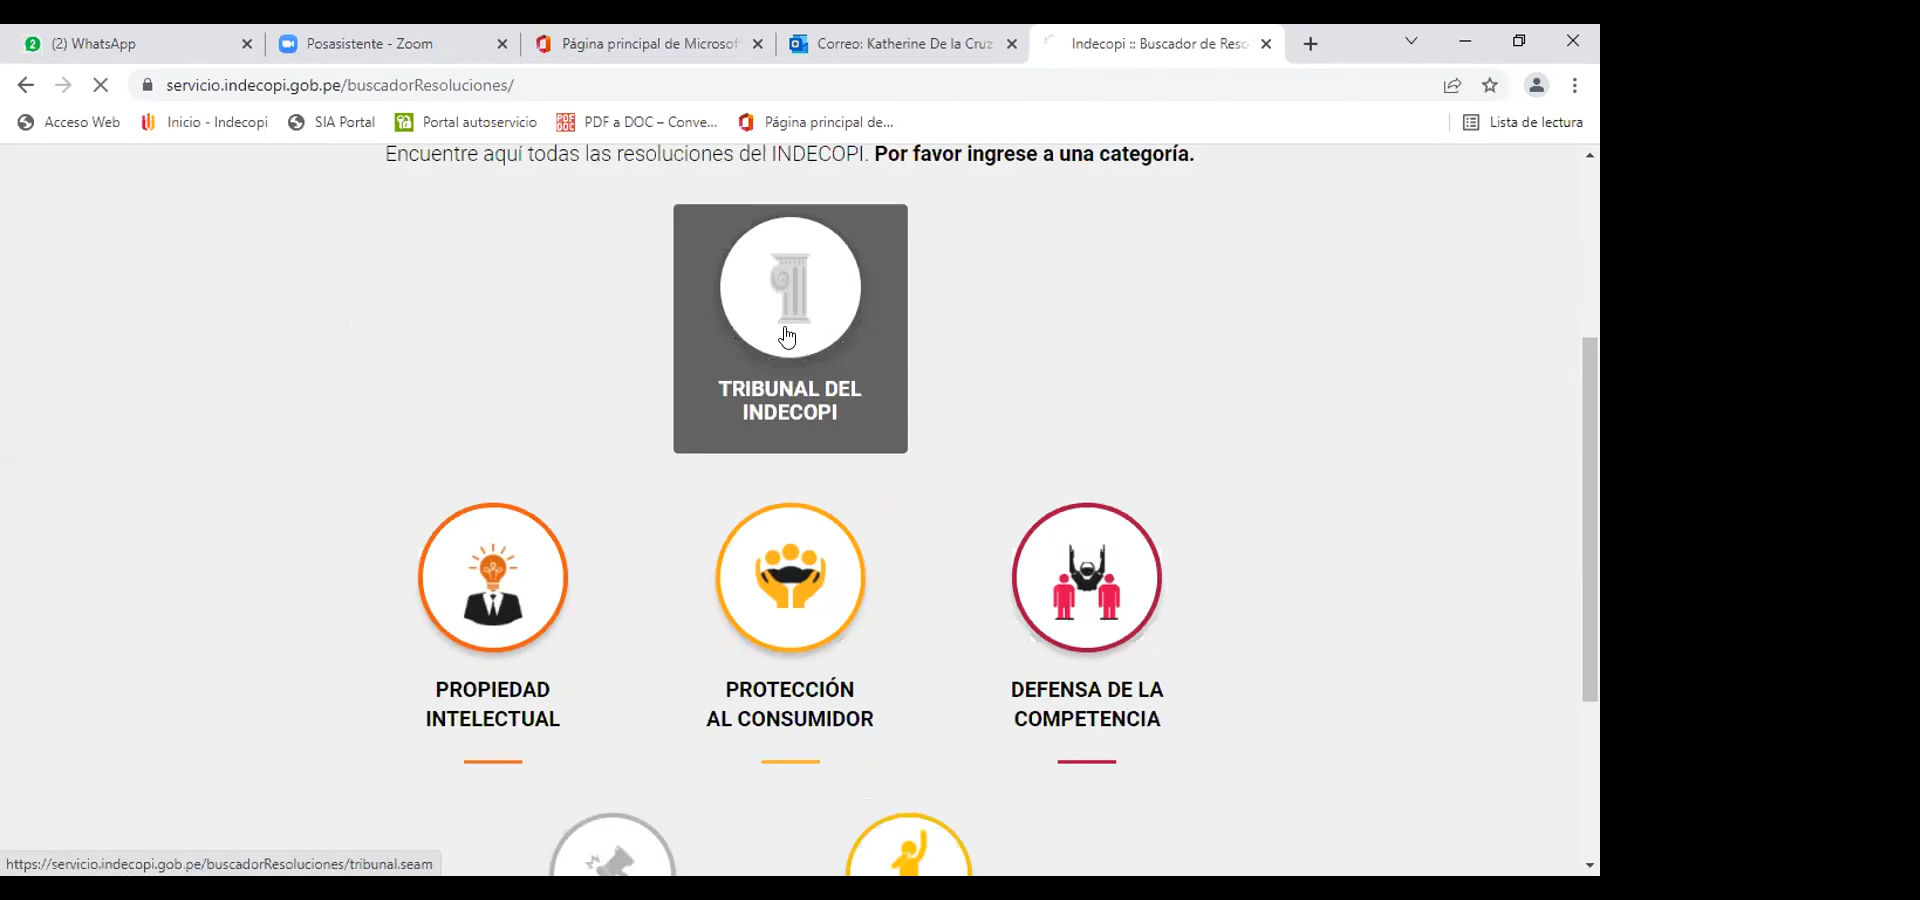 2 (2) WhatsApp
Posasistente - Zoom
Página principal de Microsof
Correo: Katherine De la Cruz
Indecopi :: Buscador de Reso
servicio.indecopi.gob.pe/buscadorResoluciones/
Acceso Web
Inicio - Indecopi
SIA Portal
Portal autoservicio
PDF DOC PDF a DOC – Conve...
Página principal de...
Lista de lectura
Encuentre aquí todas las resoluciones del INDECOPI. Por favor ingrese a una categoría.
TRIBUNAL DEL
INDECOPI
PROPIEDAD
INTELECTUAL
PROTECCIÓN
AL CONSUMIDOR
DEFENSA DE LA
COMPETENCIA
https://servicio.indecopi.gob.pe/buscadorResoluciones/tribunal.seam